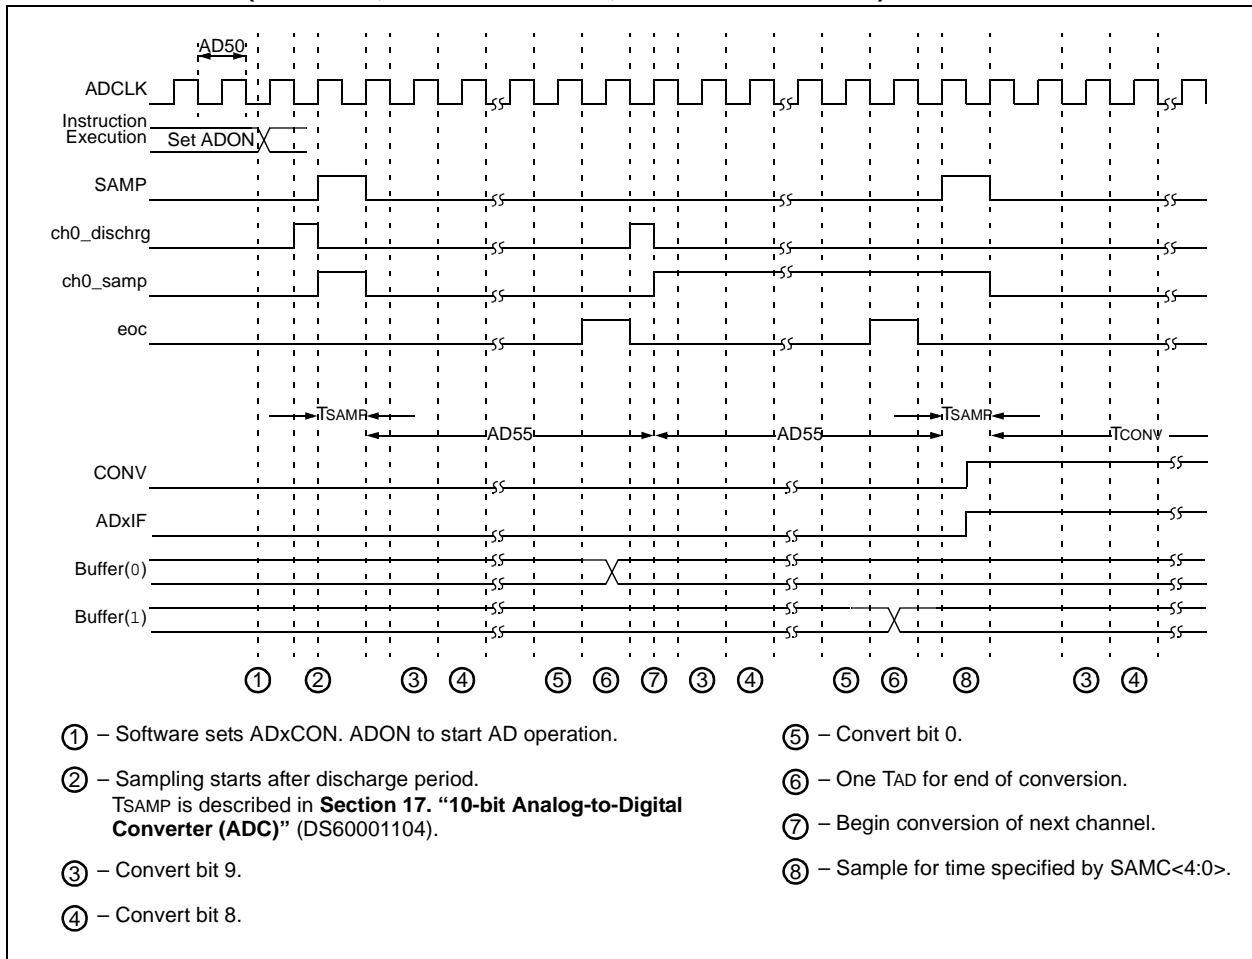 AD50
ADCLK
Instruction
Execution
Set ADON
SAMP
ch0_dischrg
ch0_samp
eoc
TSAMP
TSAMP
AD55
AD55
TCONV
CONV
ADxIF
Buffer(0)
Buffer(1)
1 2 3 4 5 6 7 3 4 5 6 8 3 4
1 – Software sets ADxCON. ADON to start AD operation.
2 – Sampling starts after discharge period.
TSAMP is described in Section 17. “10-bit Analog-to-Digital
Converter (ADC)” (DS60001104).
3 – Convert bit 9.
4 – Convert bit 8.
5 – Convert bit 0.
6 – One TAD for end of conversion.
7 – Begin conversion of next channel.
8 – Sample for time specified by SAMC<4:0>.